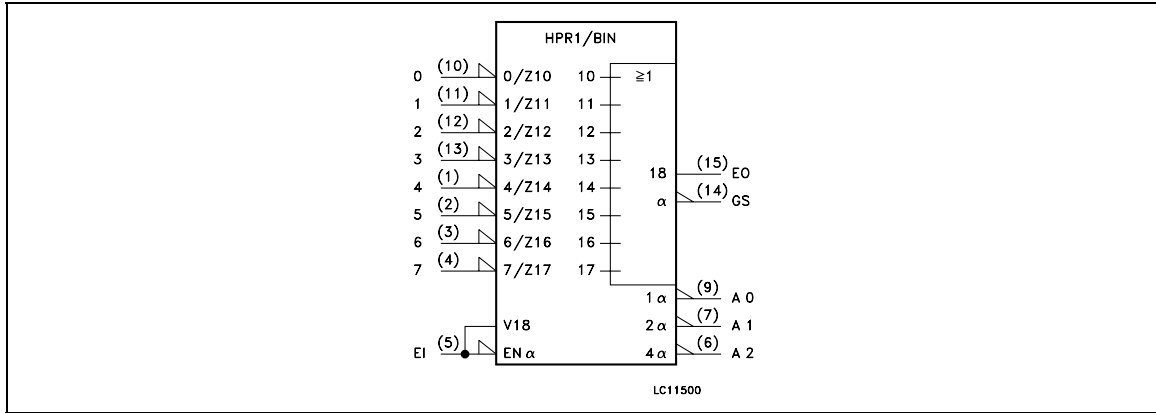 HPR1/BIN
≧1
0 (10) 0/Z10 10
1 (11) 1/Z11 11
2 (12) 2/Z12 12
3 (13) 3/Z13 13
4 (1) 4/Z14 14
5 (2) 5/Z15 15
6 (3) 6/Z16 16
7 (4) 7/Z17 17
18 (15) EO
α (14) GS
1α (9) A 0
V18 2α (7) A 1
EI (5) EN α 4α (6) A 2
LC11500